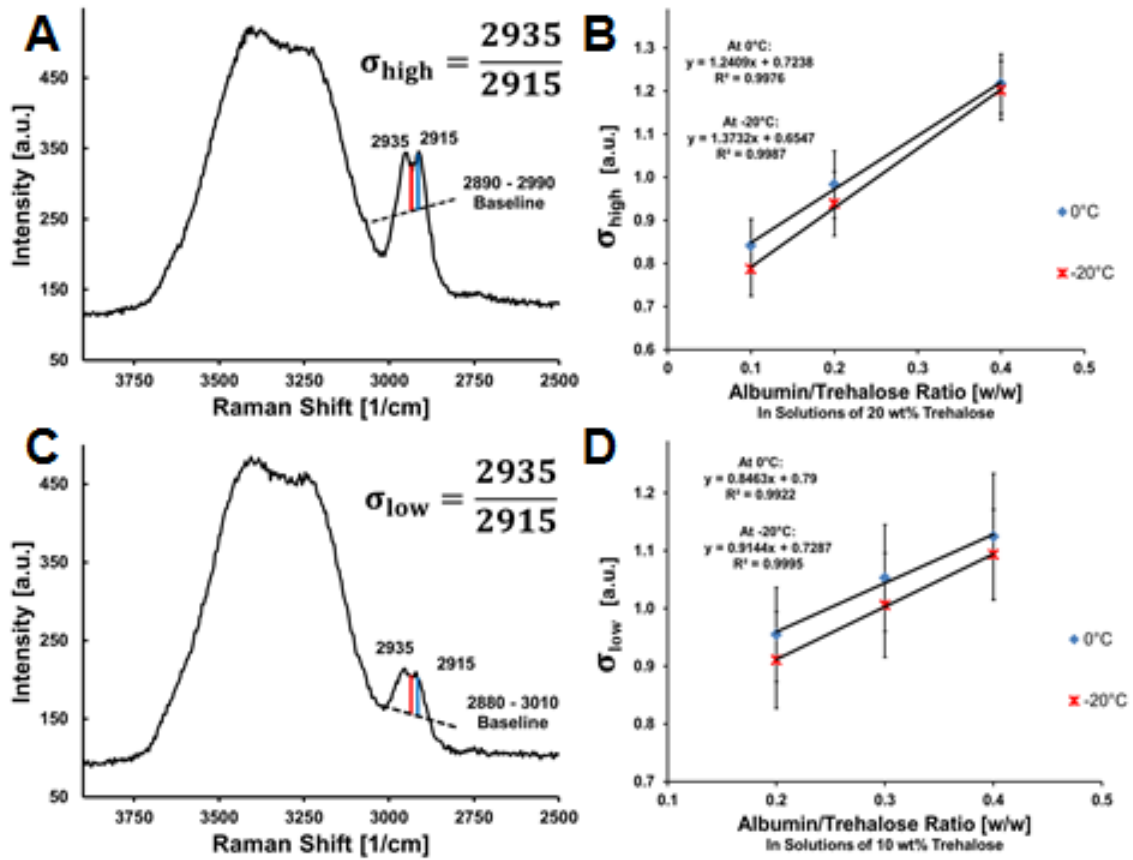 A
σhigh = 2935
2915
450
350
250
150
50
Intensity [a.u.]
2935
2915
2890 - 2990
Baseline
3750
3500
3250
3000
2750
2500
Raman Shift [1/cm]
B
1.3
1.2
1.1
1.0
0.9
0.8
0.7
0.6
σhigh [a.u.]
At 0°C:
y = 1.2409x + 0.7238
R² = 0.9976
At -20°C:
y = 1.3732x + 0.6547
R² = 0.9987
0°C
-20°C
0
0.1
0.2
0.3
0.4
0.5
Albumin/Trehalose Ratio [w/w]
In Solutions of 20 wt% Trehalose
C
σlow = 2935
2915
450
350
250
150
50
Intensity [a.u.]
2935
2915
2880 - 3010
Baseline
3750
3500
3250
3000
2750
2500
Raman Shift [1/cm]
D
1.2
1.1
1.0
0.9
0.8
0.7
σlow [a.u.]
At 0°C:
y = 0.8463x + 0.79
R² = 0.9922
At -20°C:
y = 0.9144x + 0.7287
R² = 0.9995
0°C
-20°C
0.1
0.2
0.3
0.4
0.5
Albumin/Trehalose Ratio [w/w]
In Solutions of 10 wt% Trehalose